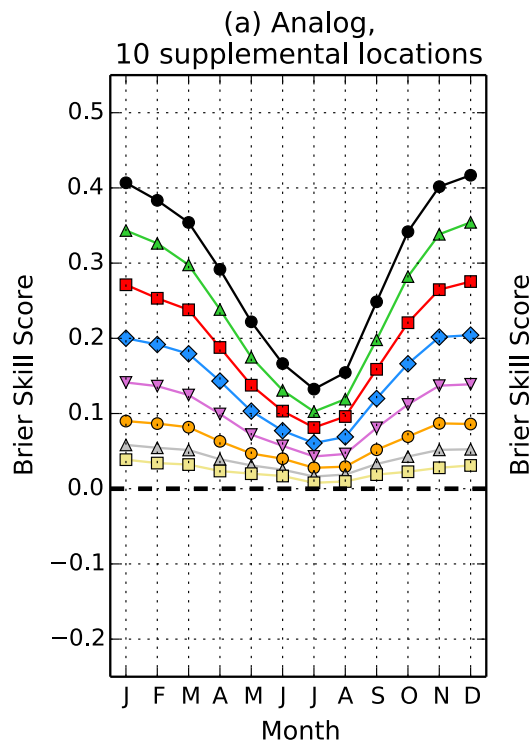 (a) Analog,
10 supplemental locations
Brier Skill Score
0.5
0.4
0.3
0.2
0.1
0.0
−0.1
−0.2
J F M A M J J A S O N D
Month
Brier Skill Score